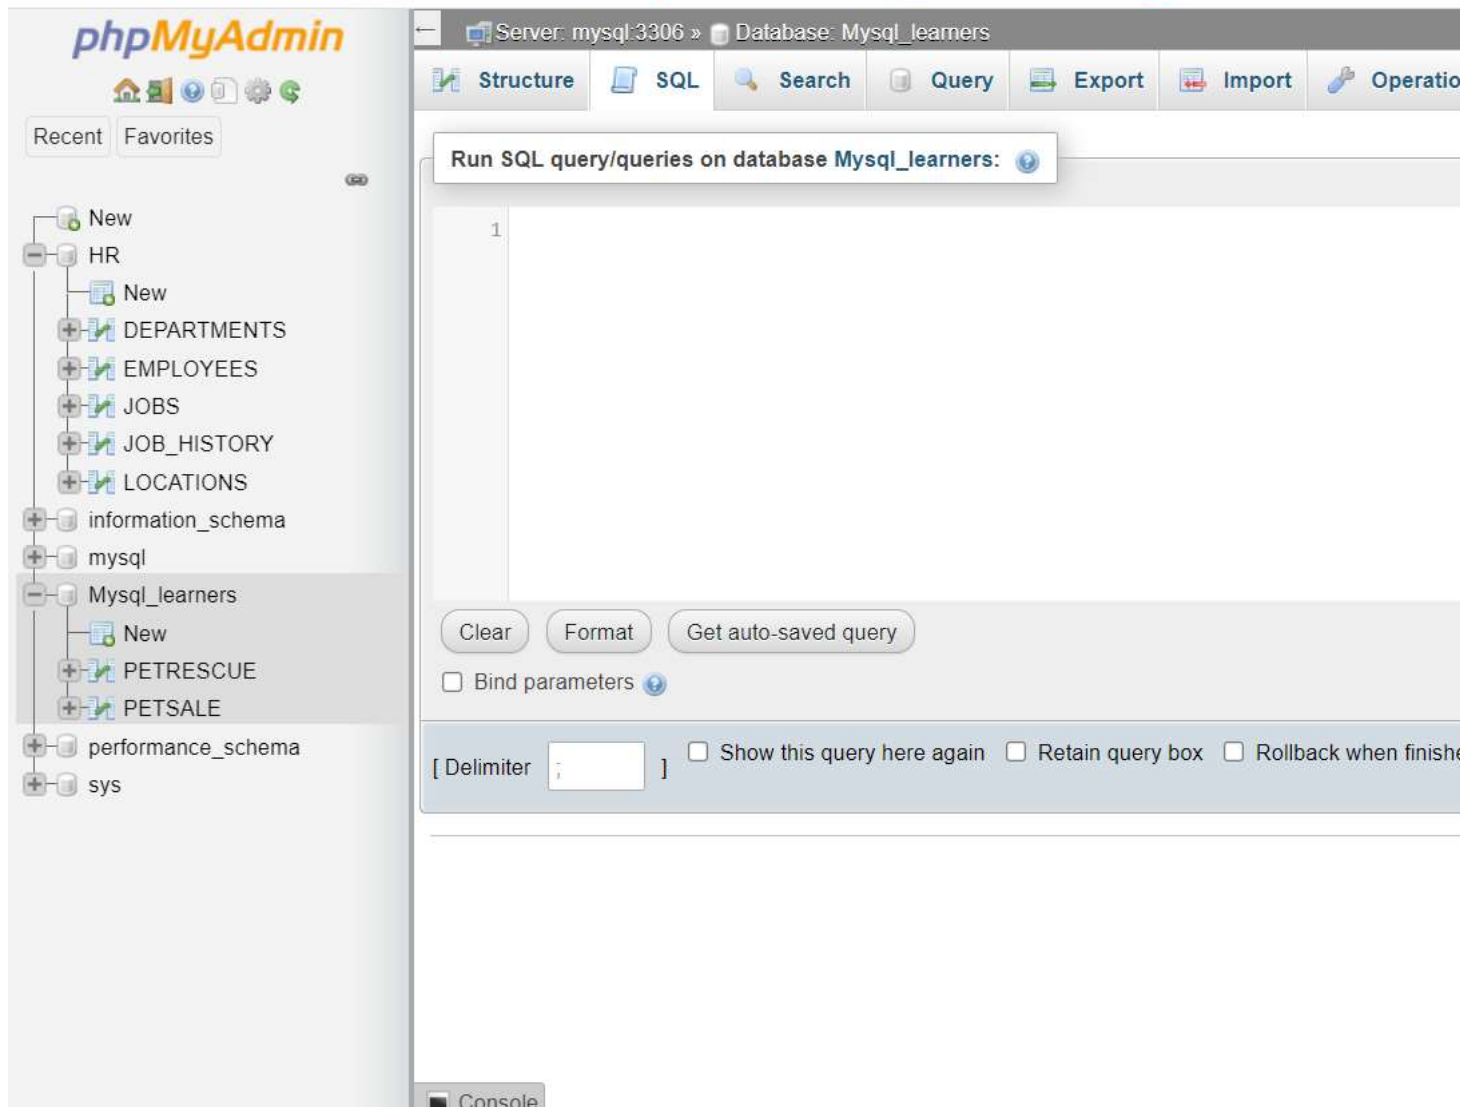 phpMyAdmin
Recent Favorites
New
HR
New
DEPARTMENTS
EMPLOYEES
JOBS
JOB_HISTORY
LOCATIONS
information_schema
mysql
Mysql_learners
New
PETRESCUE
PETSALE
performance_schema
sys
← Server: mysql:3306 » Database: Mysql_learners
Structure SQL Search Query Export Import Operatio
Run SQL query/queries on database Mysql_learners:
1
Clear Format Get auto-saved query
Bind parameters
[ Delimiter ; ] Show this query here again Retain query box Rollback when finishe
Console